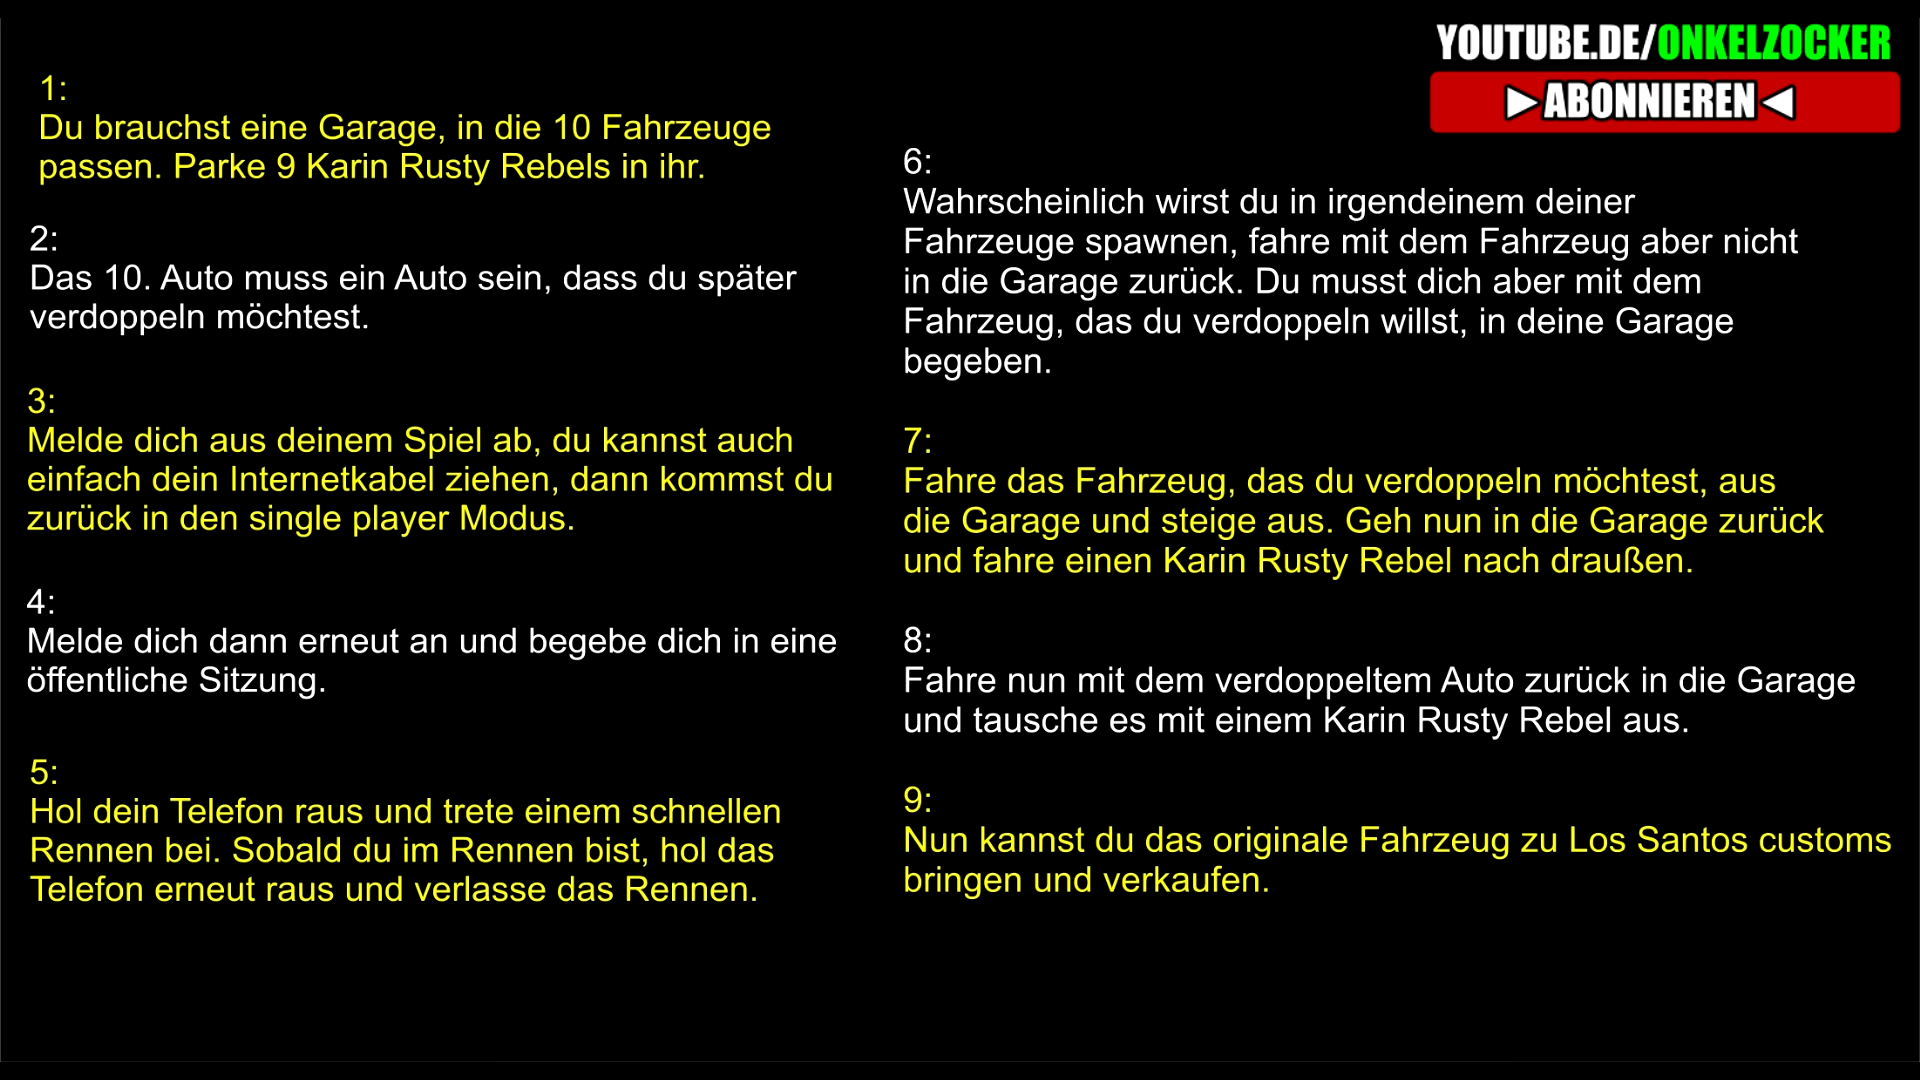 YOUTUBE.DE/ONKELZOCKER
ABONNIEREN
1:
Du brauchst eine Garage, in die 10 Fahrzeuge
passen. Parke 9 Karin Rusty Rebels in ihr.
2:
Das 10. Auto muss ein Auto sein, dass du später
verdoppeln möchtest.
3:
Melde dich aus deinem Spiel ab, du kannst auch
einfach dein Internetkabel ziehen, dann kommst du
zurück in den single player Modus.
4:
Melde dich dann erneut an und begebe dich in eine
öffentliche Sitzung.
5:
Hol dein Telefon raus und trete einem schnellen
Rennen bei. Sobald du im Rennen bist, hol das
Telefon erneut raus und verlasse das Rennen.
6:
Wahrscheinlich wirst du in irgendeinem deiner
Fahrzeuge spawnen, fahre mit dem Fahrzeug aber nicht
in die Garage zurück. Du musst dich aber mit dem
Fahrzeug, das du verdoppeln willst, in deine Garage
begeben.
7:
Fahre das Fahrzeug, das du verdoppeln möchtest, aus
die Garage und steige aus. Geh nun in die Garage zurück
und fahre einen Karin Rusty Rebel nach draußen.
8:
Fahre nun mit dem verdoppeltem Auto zurück in die Garage
und tausche es mit einem Karin Rusty Rebel aus.
9:
Nun kannst du das originale Fahrzeug zu Los Santos customs
bringen und verkaufen.